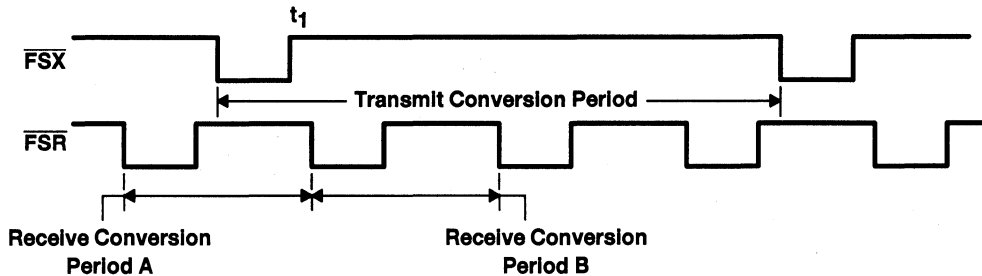 t1
FSX
Transmit Conversion Period
FSR
Receive Conversion
Period A
Receive Conversion
Period B